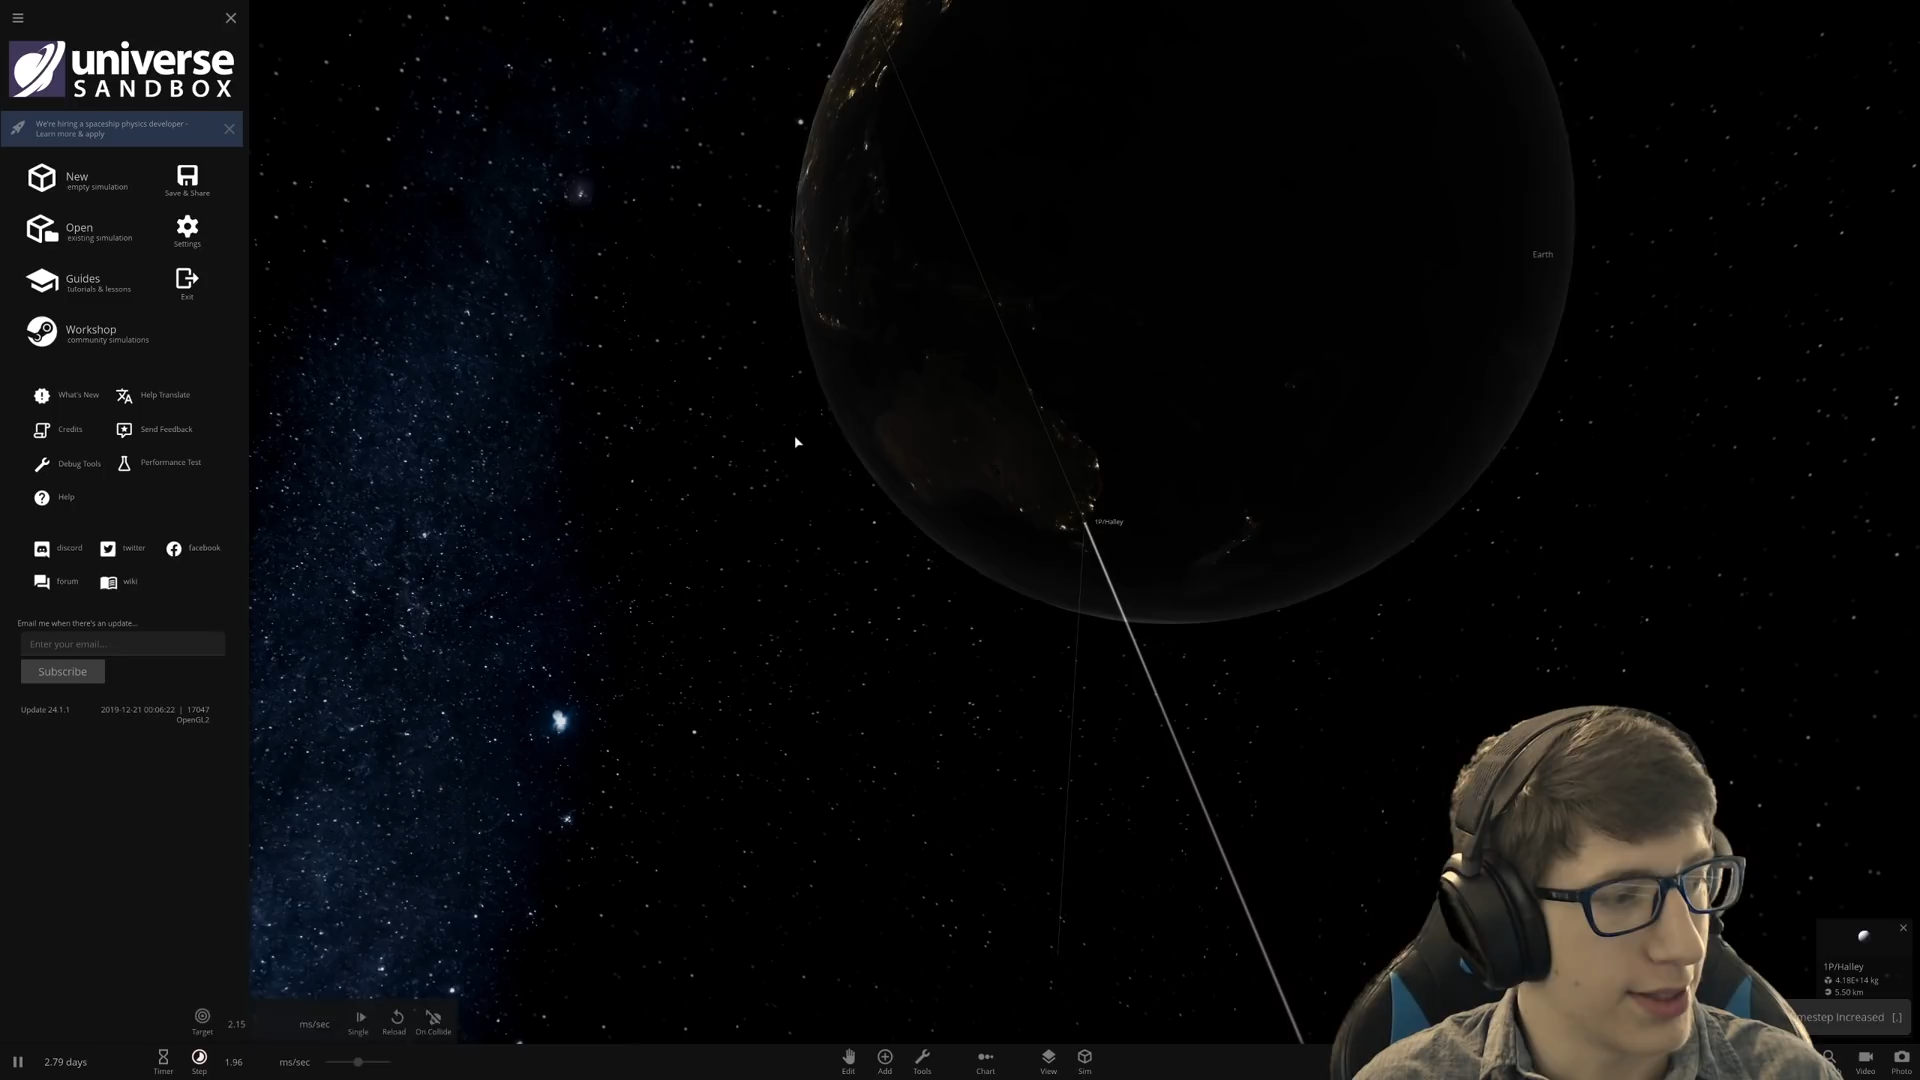 universe
SANDBOX
We're hiring a spaceship physics developer -
Learn more & apply
New
empty simulation
Save & Share
Open
existing simulation
Settings
Guides
tutorials & lessons
Exit
Workshop
community simulations
What's New
Help Translate
Credits
Send Feedback
Debug Tools
Performance Test
Help
discord
twitter
facebook
forum
wiki
Email me when there's an update...
Enter your email...
Subscribe
Update 24.1.1
2019-12-21 00:06:22 | 17047
OpenGL2
Earth
1P/Halley
1P/Halley
4.18E+14 kg
5.50 km
mestep Increased [.]
Target
2.15
ms/sec
Single
Reload
On Collide
2.79 days
Timer
Step
1.96
ms/sec
Edit
Add
Tools
Chart
View
Sim
Video
Photo